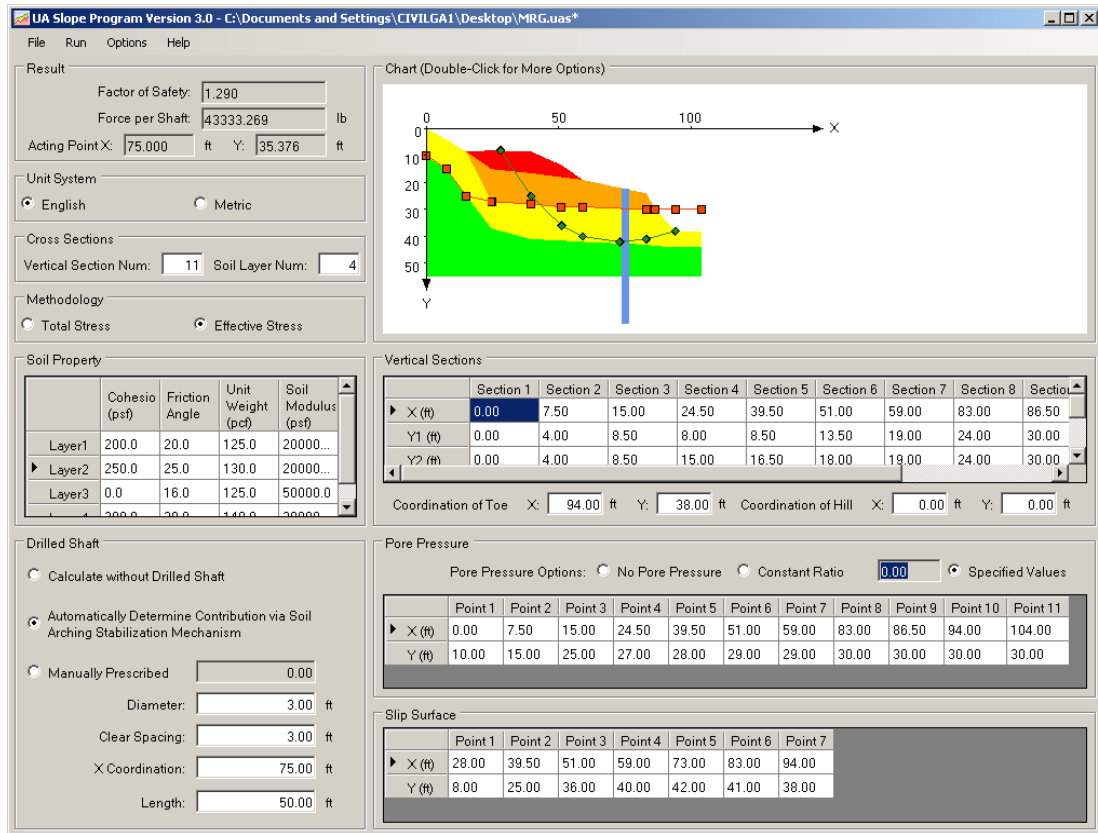 UA Slope Program Version 3.0 - C:\Documents and Settings\CIVILGA1\Desktop\MRG.uas*
File Run Options Help
Result
Factor of Safety: 1.290
Force per Shaft: 43333.269 lb
Acting Point X: 75.000 ft Y: 35.376 ft
Unit System
English Metric
Cross Sections
Vertical Section Num: 11 Soil Layer Num: 4
Methodology
Total Stress Effective Stress
Chart (Double-Click for More Options)
0 50 100
X
0
10
20
30
40
50
Y
Soil Property
Cohesio (psf) Friction Angle Unit Weight (pcf) Soil Modulus (psf)
Layer1 200.0 20.0 125.0 20000...
Layer2 250.0 25.0 130.0 20000...
Layer3 0.0 16.0 125.0 50000.0
Vertical Sections
Section 1 Section 2 Section 3 Section 4 Section 5 Section 6 Section 7 Section 8 Section
X (ft) 0.00 7.50 15.00 24.50 39.50 51.00 59.00 83.00 86.50
Y1 (ft) 0.00 4.00 8.50 8.00 8.50 13.50 19.00 24.00 30.00
Y2 (ft) 0.00 4.00 8.50 15.00 16.50 18.00 19.00 24.00 30.00
Coordination of Toe X: 94.00 ft Y: 38.00 ft Coordination of Hill X: 0.00 ft Y: 0.00 ft
Drilled Shaft
Calculate without Drilled Shaft
Automatically Determine Contribution via Soil
Arching Stabilization Mechanism
Manually Prescribed 0.00
Diameter: 3.00 ft
Clear Spacing: 3.00 ft
X Coordination: 75.00 ft
Length: 50.00 ft
Pore Pressure
Pore Pressure Options: No Pore Pressure Constant Ratio 0.00 Specified Values
Point 1 Point 2 Point 3 Point 4 Point 5 Point 6 Point 7 Point 8 Point 9 Point 10 Point 11
X (ft) 0.00 7.50 15.00 24.50 39.50 51.00 59.00 83.00 86.50 94.00 104.00
Y (ft) 10.00 15.00 25.00 27.00 28.00 29.00 29.00 30.00 30.00 30.00 30.00
Slip Surface
Point 1 Point 2 Point 3 Point 4 Point 5 Point 6 Point 7
X (ft) 28.00 39.50 51.00 59.00 73.00 83.00 94.00
Y (ft) 8.00 25.00 36.00 40.00 42.00 41.00 38.00